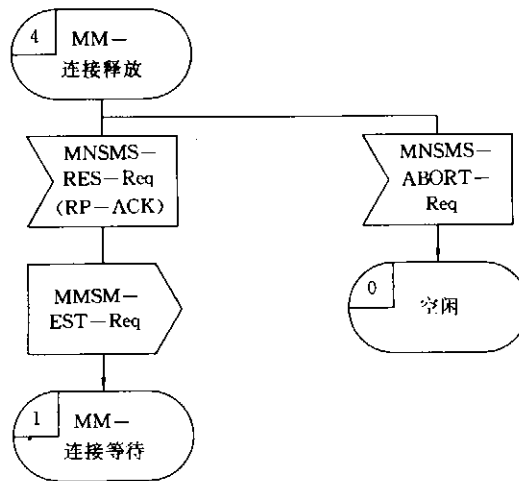 4
MM—
连接释放
MNSMS—
RES—Req
(RP—ACK)
MNSMS—
ABORT—
Req
MMSM—
EST—Req
0
空闲
1
MM—
连接等待